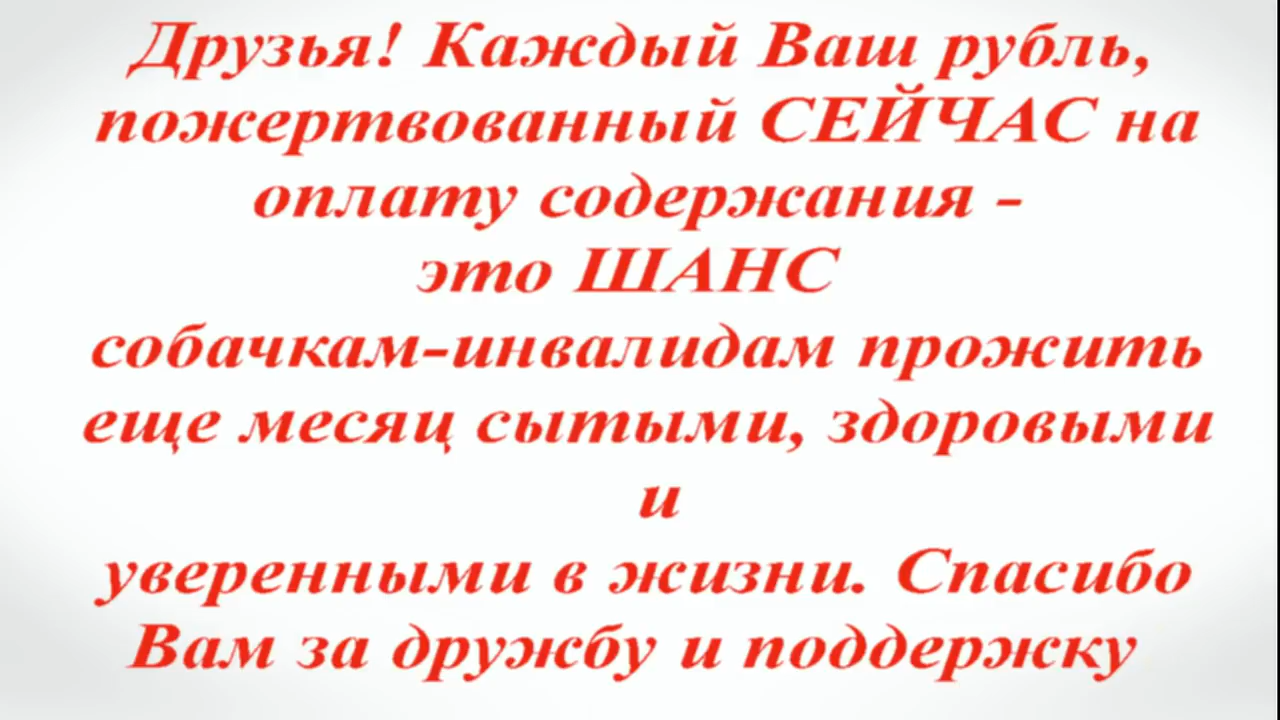 Друзья! Каждый Ваш рубль,
пожертвованный СЕЙЧАС на
оплату содержания -
это ШАНС
собачкам-инвалидам прожить
еще месяц сытыми, здоровыми
и
уверенными в жизни. Спасибо
Вам за дружбу и поддержку